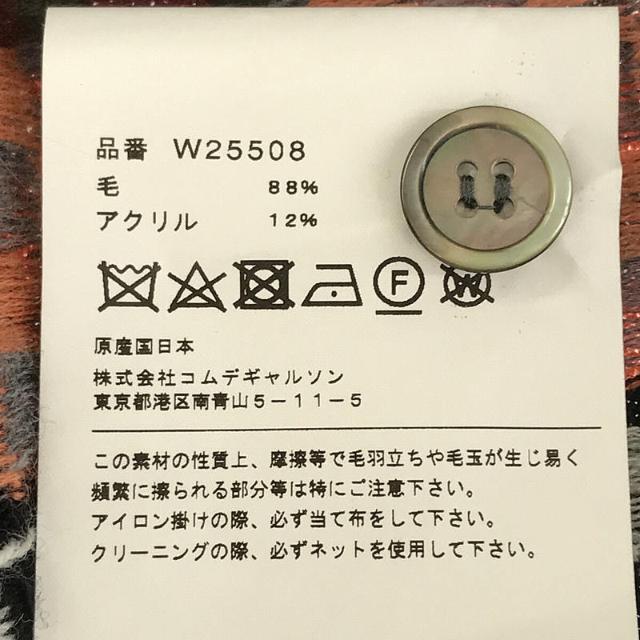 品番 W25508
毛 88%
アクリル 12%
F W
原産国日本
株式会社コムデギャルソン
東京都港区南青山5-11-5
この素材の性質上、摩擦等で毛羽立ちや毛玉が生じ易く
頻繁に擦られる部分等は特にご注意下さい。
アイロン掛けの際、必ず当て布をして下さい。
クリーニングの際、必ずネットを使用して下さい。